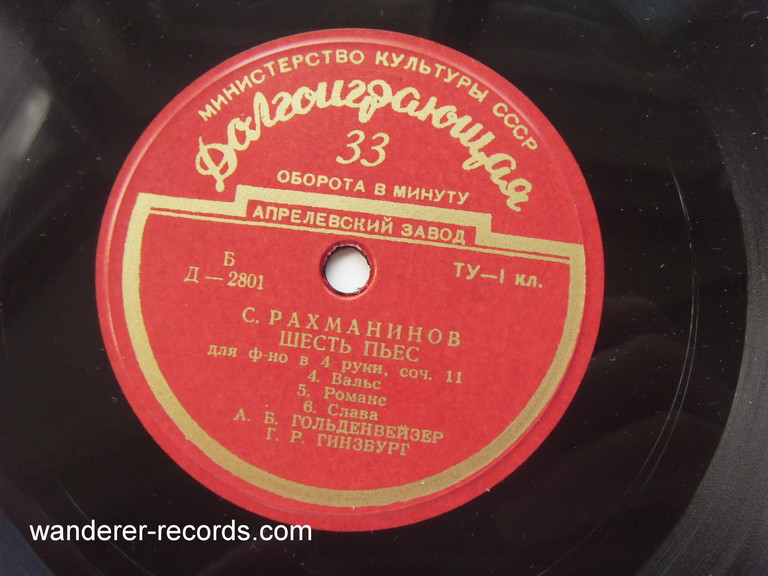 МИНИСТЕРСТВО КУЛЬТУРЫ СССР
Долгоиграющая
33
ОБОРОТА В МИНУТУ
АПРЕЛЕВСКИЙ ЗАВОД
Б
Д—2801
ТУ—1 кл.
С. РАХМАНИНОВ
ШЕСТЬ ПЬЕС
для ф-но в 4 руки, соч. 11
4. Вальс
5. Романс
6. Слава
А. Б. ГОЛЬДЕНВЕЙЗЕР
Г. Р. ГИНЗБУРГ
wanderer-records.com